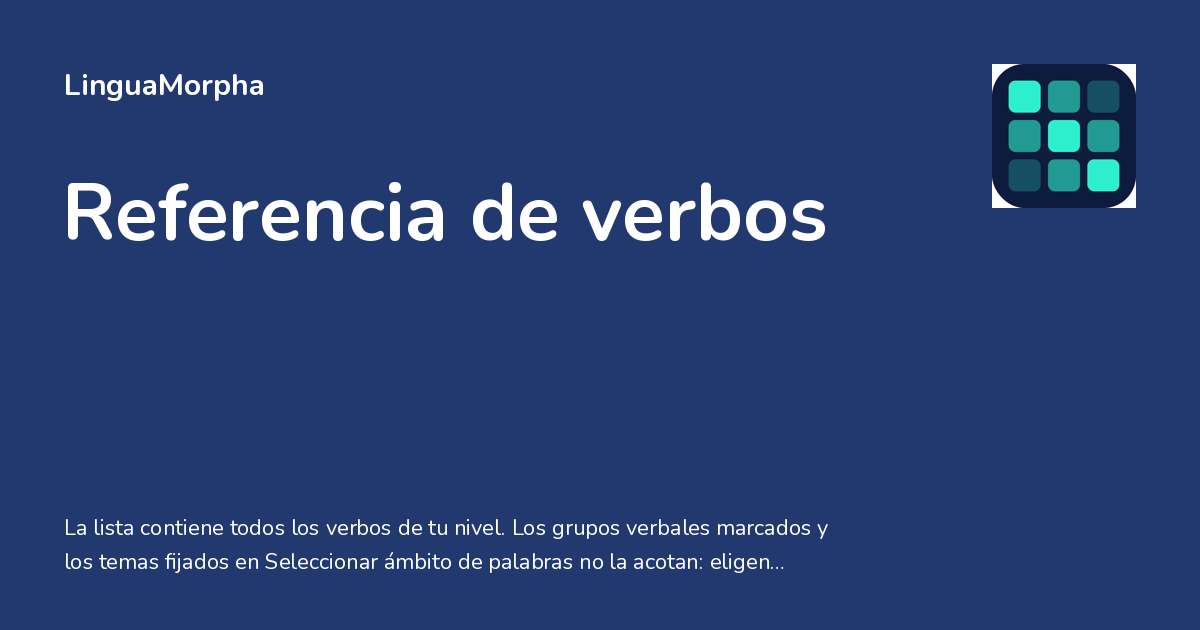 LinguaMorpha
Referencia de verbos
La lista contiene todos los verbos de tu nivel. Los grupos verbales marcados y
los temas fijados en Seleccionar ámbito de palabras no la acotan: eligen…